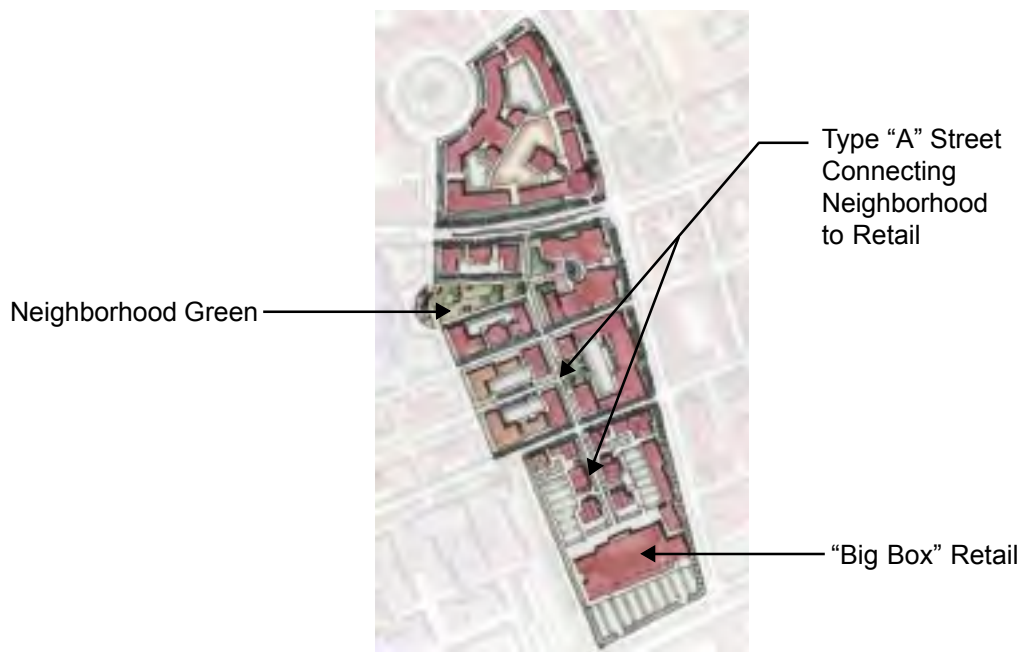 Type “A” Street
Connecting
Neighborhood
to Retail
Neighborhood Green
“Big Box” Retail